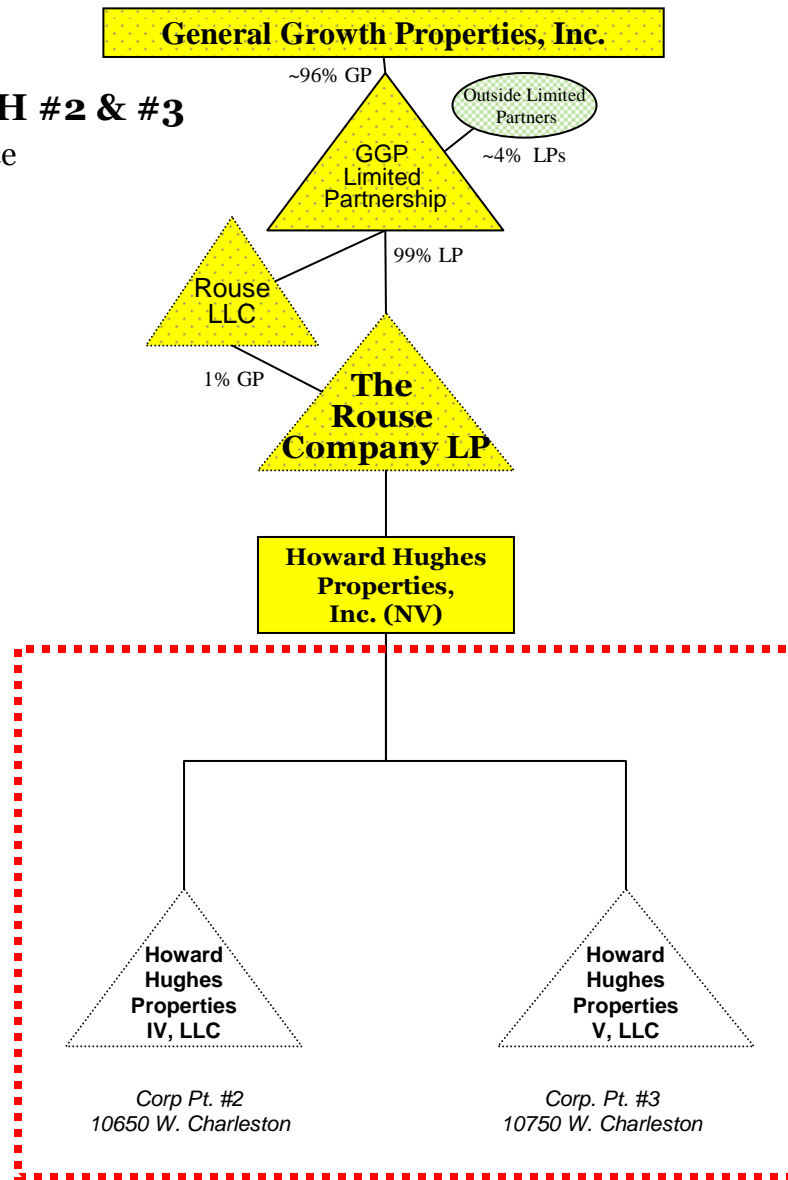 General Growth Properties, Inc.
~96% GP
H #2 & #3
Outside Limited
Partners
~4% LPs
GGP
Limited
Partnership
99% LP
Rouse
LLC
1% GP
The
Rouse
Company LP
Howard Hughes
Properties,
Inc. (NV)
Howard
Hughes
Properties
IV, LLC
Howard
Hughes
Properties
V, LLC
Corp Pt. #2
10650 W. Charleston
Corp. Pt. #3
10750 W. Charleston